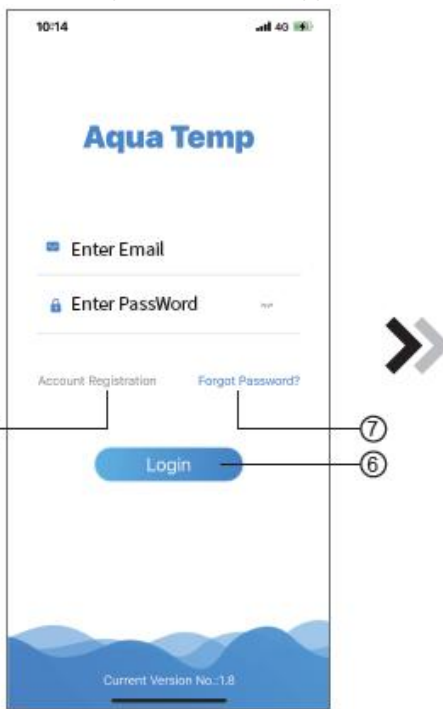 10:14 4G
Aqua Temp
Enter Email
Enter PassWord
Account Registration Forgot Password?
⑦
Login ⑥
Current Version No.:1.8